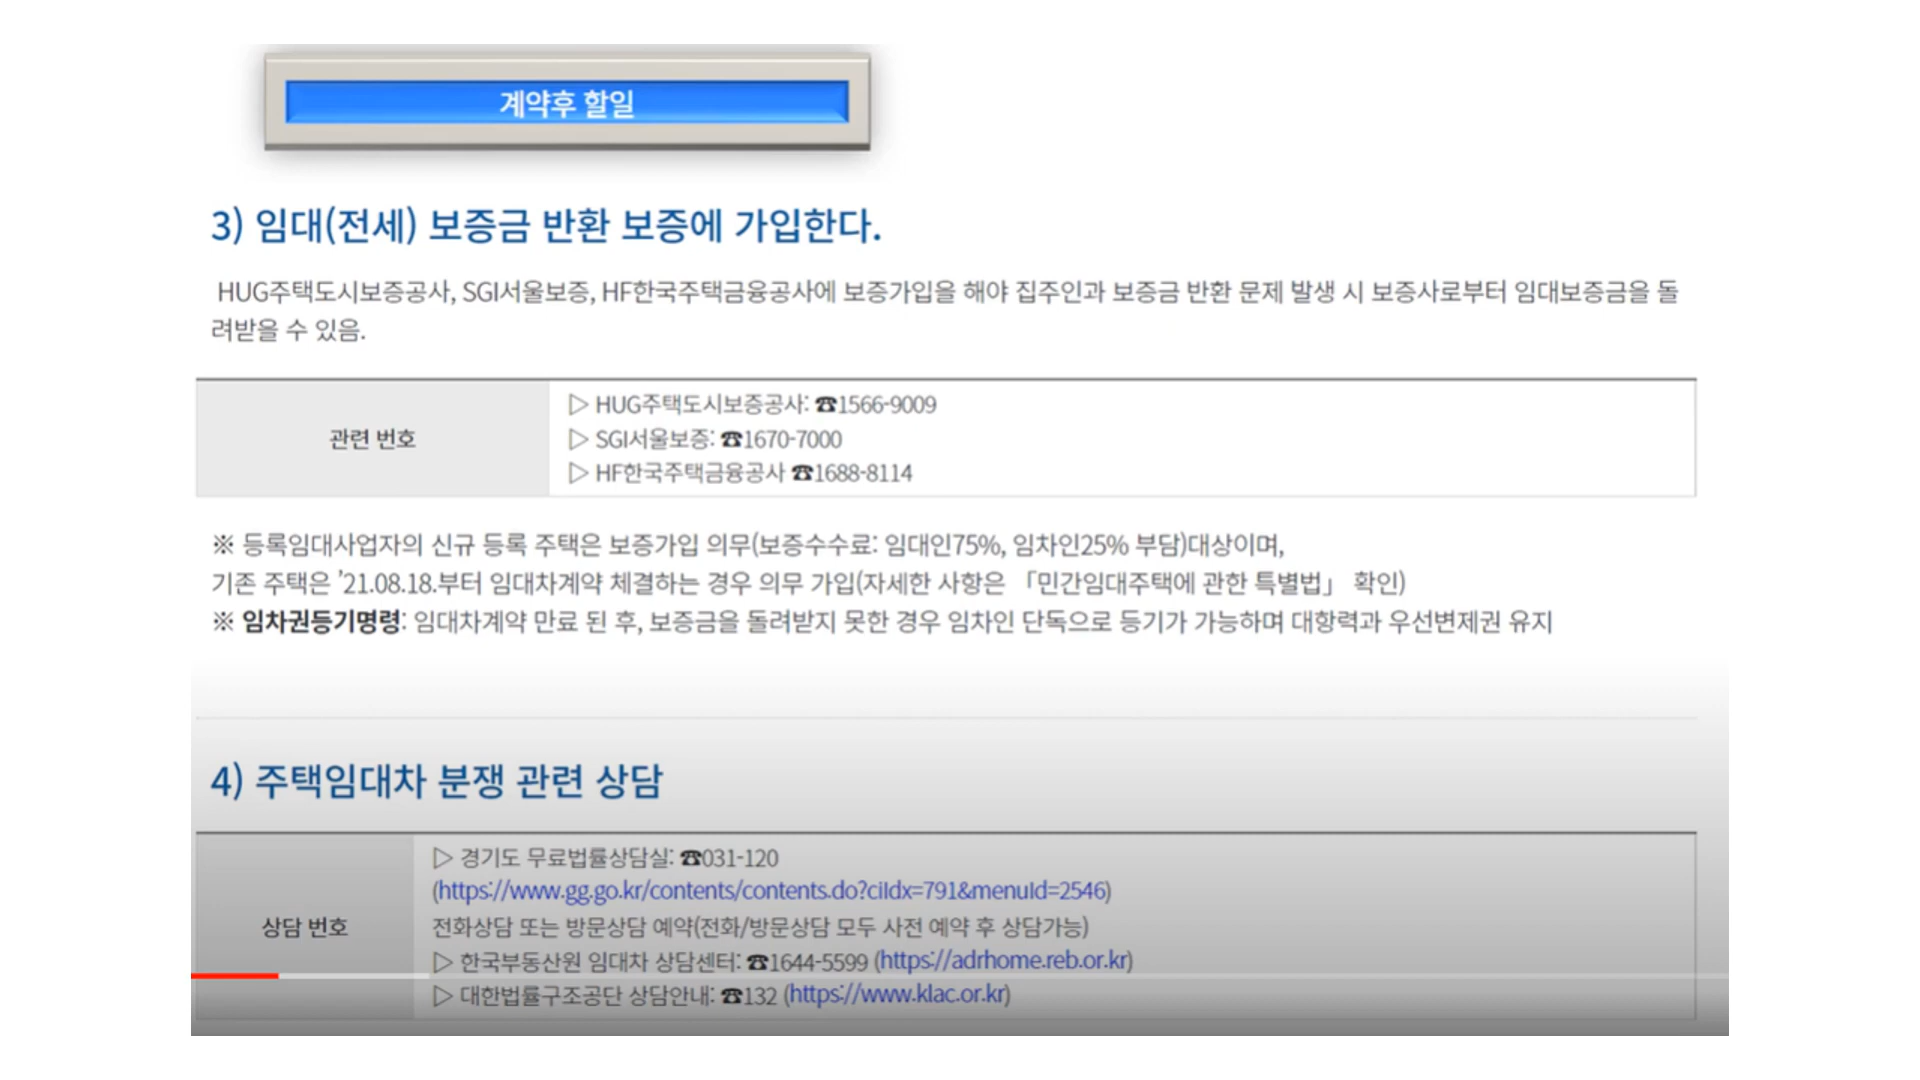 계약후 할일
3) 임대(전세) 보증금 반환 보증에 가입한다.
HUG주택도시보증공사, SGI서울보증, HF한국주택금융공사에 보증가입을 해야 집주인과 보증금 반환 문제 발생 시 보증사로부터 임대보증금을 돌
려받을 수 있음.
관련 번호
▷ HUG주택도시보증공사: ☎1566-9009
▷ SGI서울보증: ☎1670-7000
▷ HF한국주택금융공사 ☎1688-8114
※ 등록임대사업자의 신규 등록 주택은 보증가입 의무(보증수수료: 임대인75%, 임차인25% 부담)대상이며,
기존 주택은 ’21.08.18.부터 임대차계약 체결하는 경우 의무 가입(자세한 사항은 「민간임대주택에 관한 특별법」 확인)
※ 임차권등기명령: 임대차계약 만료 된 후, 보증금을 돌려받지 못한 경우 임차인 단독으로 등기가 가능하며 대항력과 우선변제권 유지
4) 주택임대차 분쟁 관련 상담
상담 번호
▷ 경기도 무료법률상담실: ☎031-120
(https://www.gg.go.kr/contents/contents.do?ciIdx=791&menuId=2546)
전화상담 또는 방문상담 예약(전화/방문상담 모두 사전 예약 후 상담가능)
▷ 한국부동산원 임대차 상담센터: ☎1644-5599 (https://adrhome.reb.or.kr)
▷ 대한법률구조공단 상담안내: ☎132 (https://www.klac.or.kr)